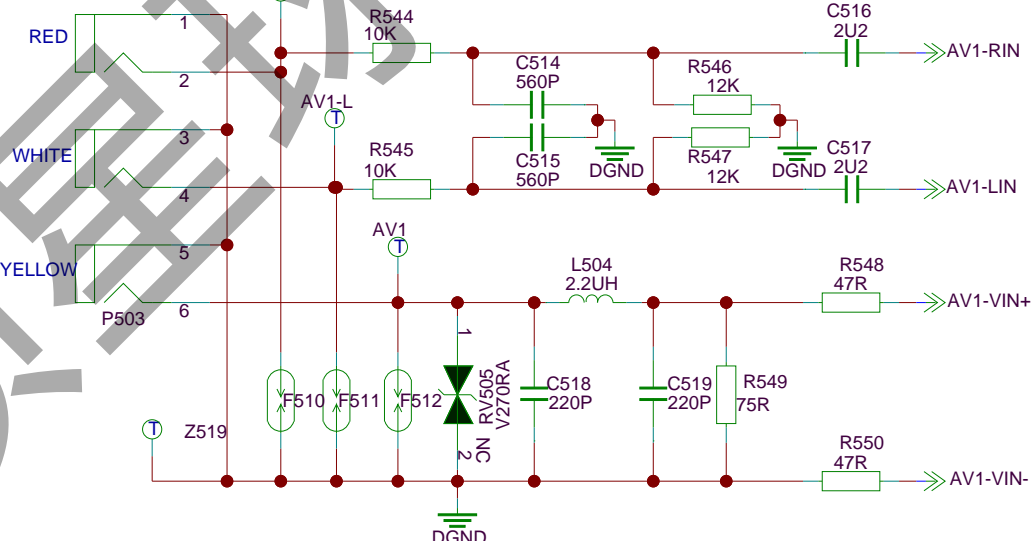 RED
1
2
R544
10K
C516
2U2
AV1-RIN
C514
560P
R546
12K
AV1-L
T
WHITE
3
4
R545
10K
C515
560P
DGND
R547
12K
DGND
C517
2U2
AV1-LIN
AV1
T
YELLOW
5
6
P503
L504
2.2UH
R548
47R
AV1-VIN+
1
RV505
V270RA
2
NC
F510
F511
F512
C518
220P
C519
220P
R549
75R
T
Z519
R550
47R
AV1-VIN-
DGND